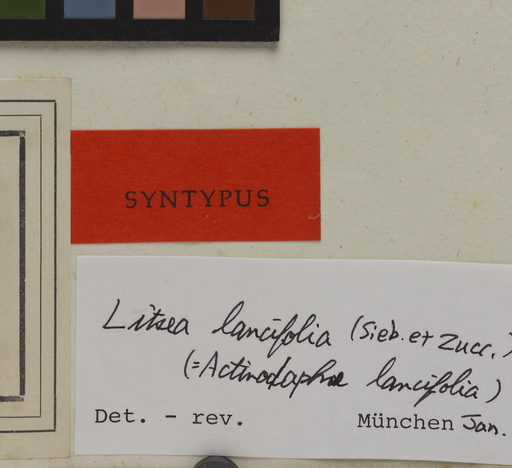 SYNTYPUS
Litsea lancifolia (Sieb. et Zucc.)
(=Actinodaphne lancifolia)
Det. - rev. München Jan.